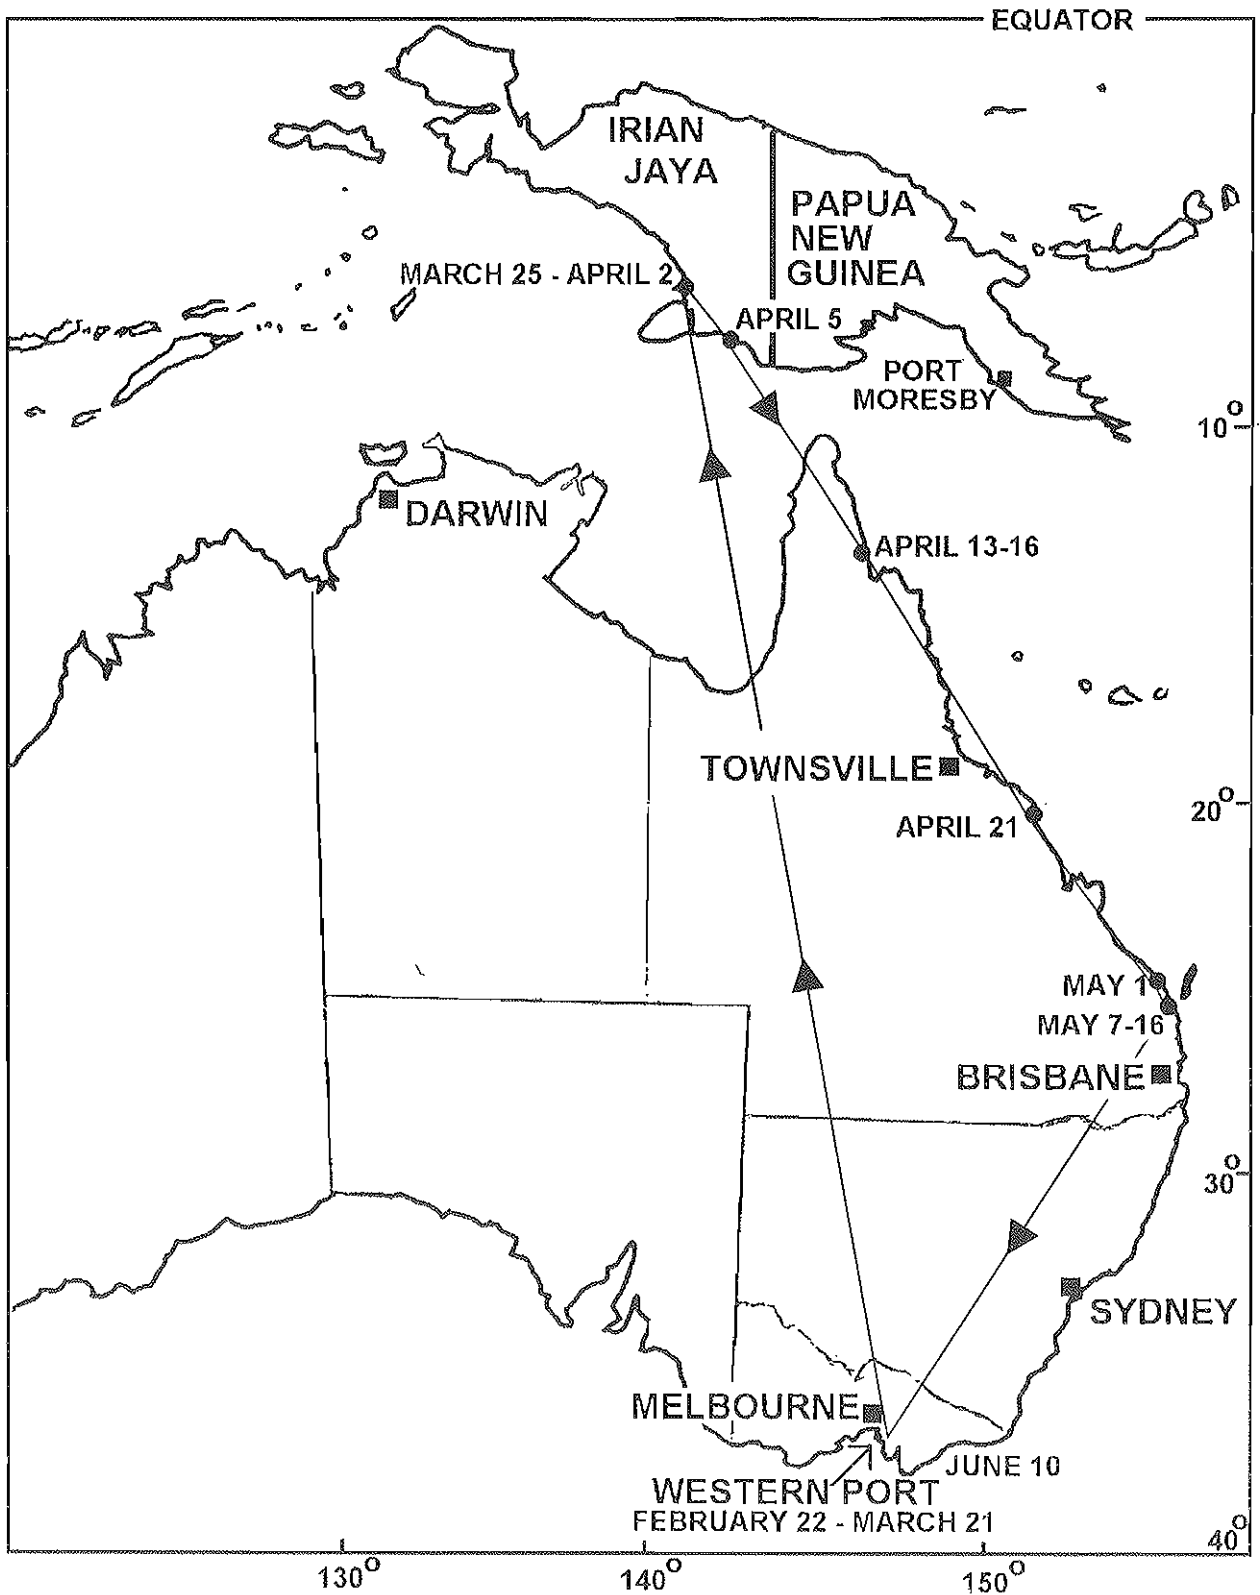 EQUATOR
IRIAN
JAYA
PAPUA
NEW
GUINEA
MARCH 25 - APRIL 2
APRIL 5
PORT
MORESBY
10°
DARWIN
APRIL 13-16
TOWNSVILLE
20°
APRIL 21
MAY 1
MAY 7-16
BRISBANE
30°
SYDNEY
MELBOURNE
JUNE 10
WESTERN PORT
FEBRUARY 22 - MARCH 21
40°
130°
140°
150°